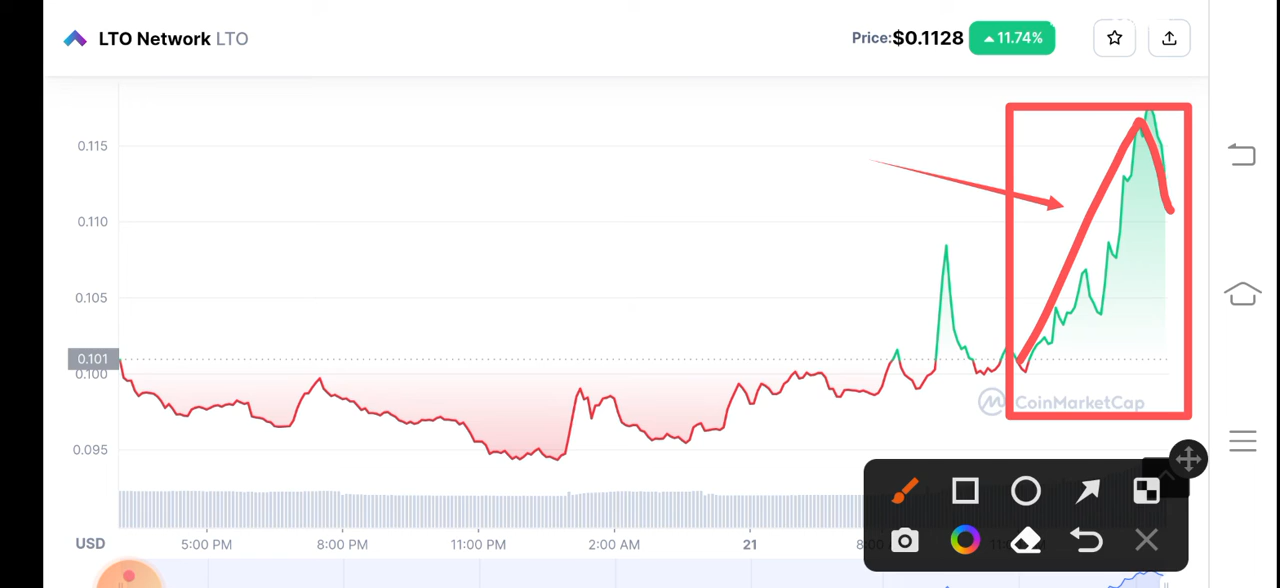 LTO Network LTO
Price:$0.1128 11.74%
0.115
0.110
0.105
0.101
0.100
0.095
CoinMarketCap
USD
5:00 PM 8:00 PM 11:00 PM 2:00 AM 21